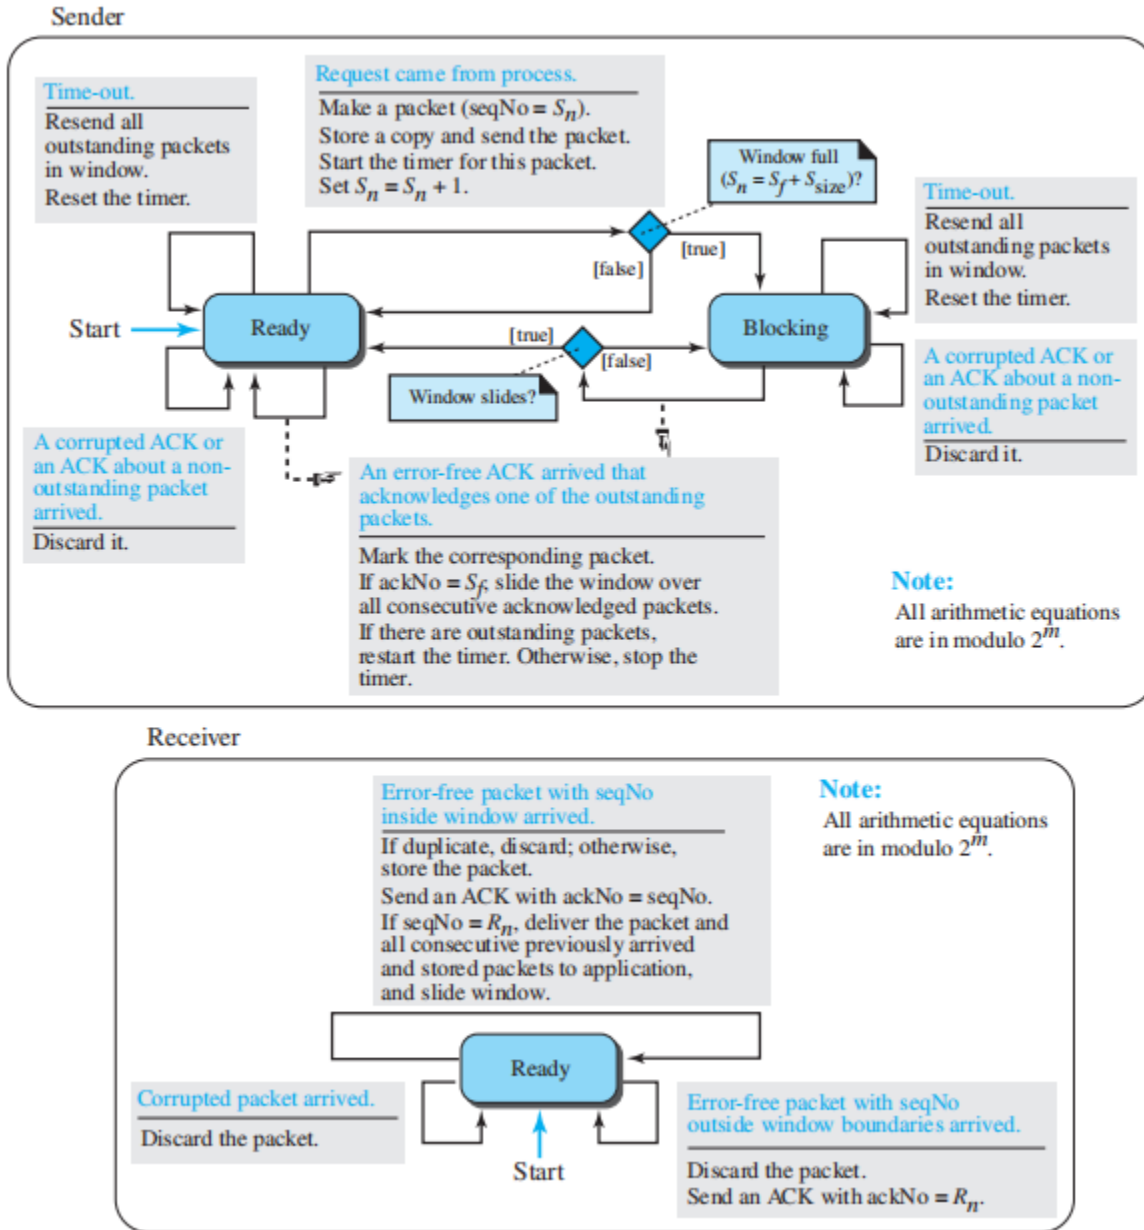 Sender
Time-out.
Resend all
outstanding packets
in window.
Reset the timer.
Request came from process.
Make a packet (seqNo = Sn).
Store a copy and send the packet.
Start the timer for this packet.
Set Sn = Sn + 1.
Window full
(Sn = Sf + Ssize)?
Time-out.
Resend all
outstanding packets
in window.
Reset the timer.
[true]
[false]
Start
Ready
Blocking
[true]
[false]
Window slides?
A corrupted ACK or
an ACK about a non-
outstanding packet
arrived.
Discard it.
A corrupted ACK or
an ACK about a non-
outstanding packet
arrived.
Discard it.
An error-free ACK arrived that
acknowledges one of the outstanding
packets.
Mark the corresponding packet.
If ackNo = Sf, slide the window over
all consecutive acknowledged packets.
If there are outstanding packets,
restart the timer. Otherwise, stop the
timer.
Note:
All arithmetic equations
are in modulo 2^m.
Receiver
Error-free packet with seqNo
inside window arrived.
If duplicate, discard; otherwise,
store the packet.
Send an ACK with ackNo = seqNo.
If seqNo = Rn, deliver the packet and
all consecutive previously arrived
and stored packets to application,
and slide window.
Note:
All arithmetic equations
are in modulo 2^m.
Ready
Corrupted packet arrived.
Discard the packet.
Start
Error-free packet with seqNo
outside window boundaries arrived.
Discard the packet.
Send an ACK with ackNo = Rn.